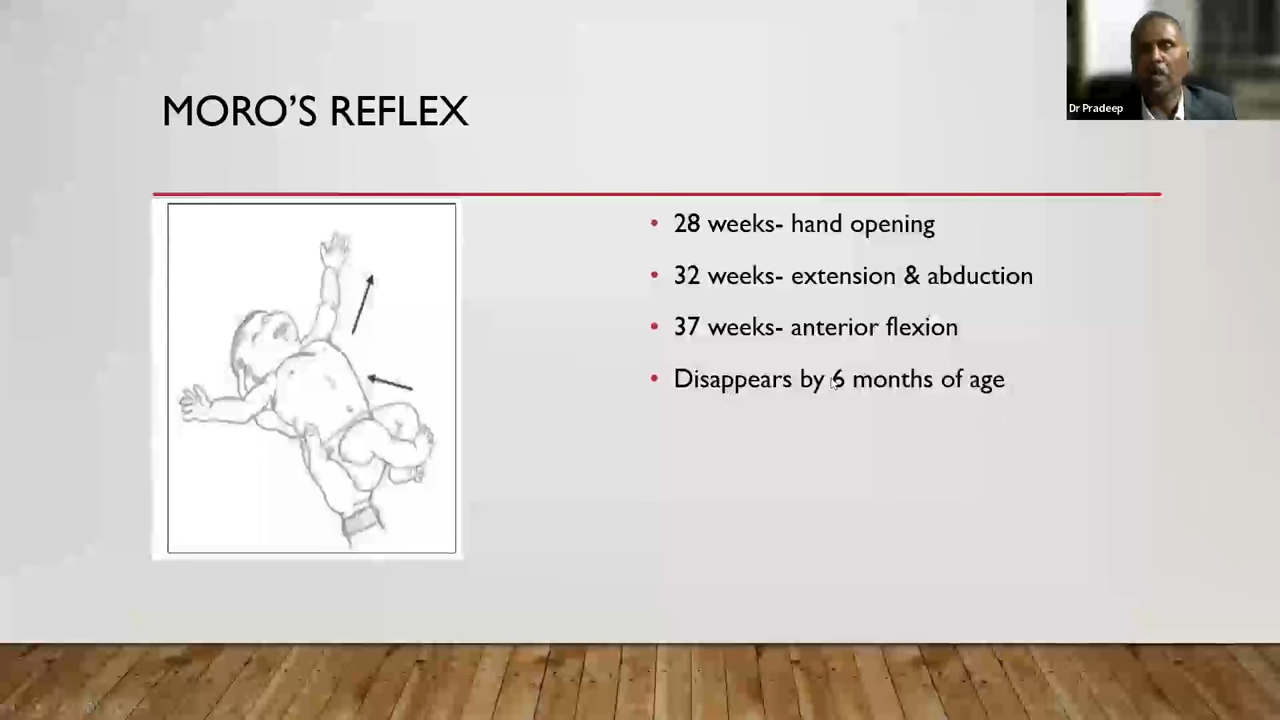 Dr Pradeep
MORO'S REFLEX
• 28 weeks- hand opening
• 32 weeks- extension & abduction
• 37 weeks- anterior flexion
• Disappears by 6 months of age